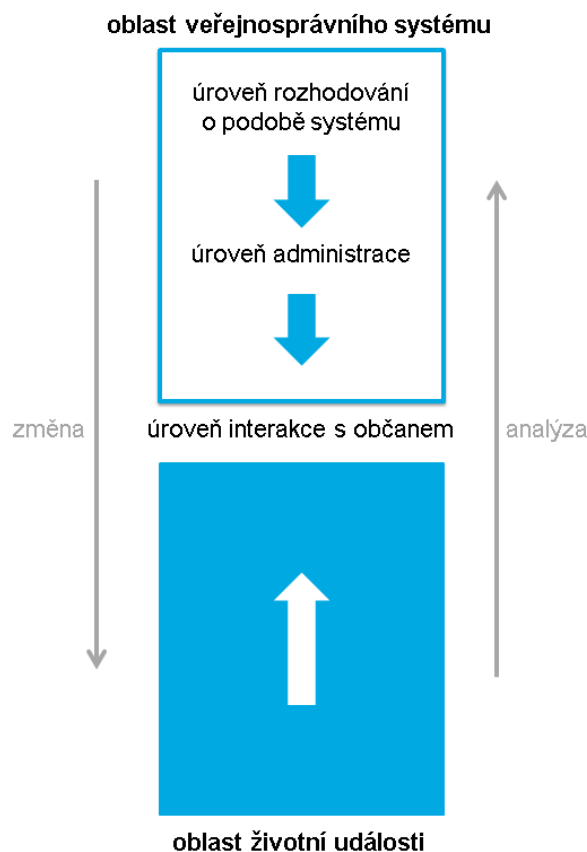 oblast veřejnosprávního systému
úroveň rozhodování
o podobě systému
úroveň administrace
změna
úroveň interakce s občanem
analýza
oblast životní události